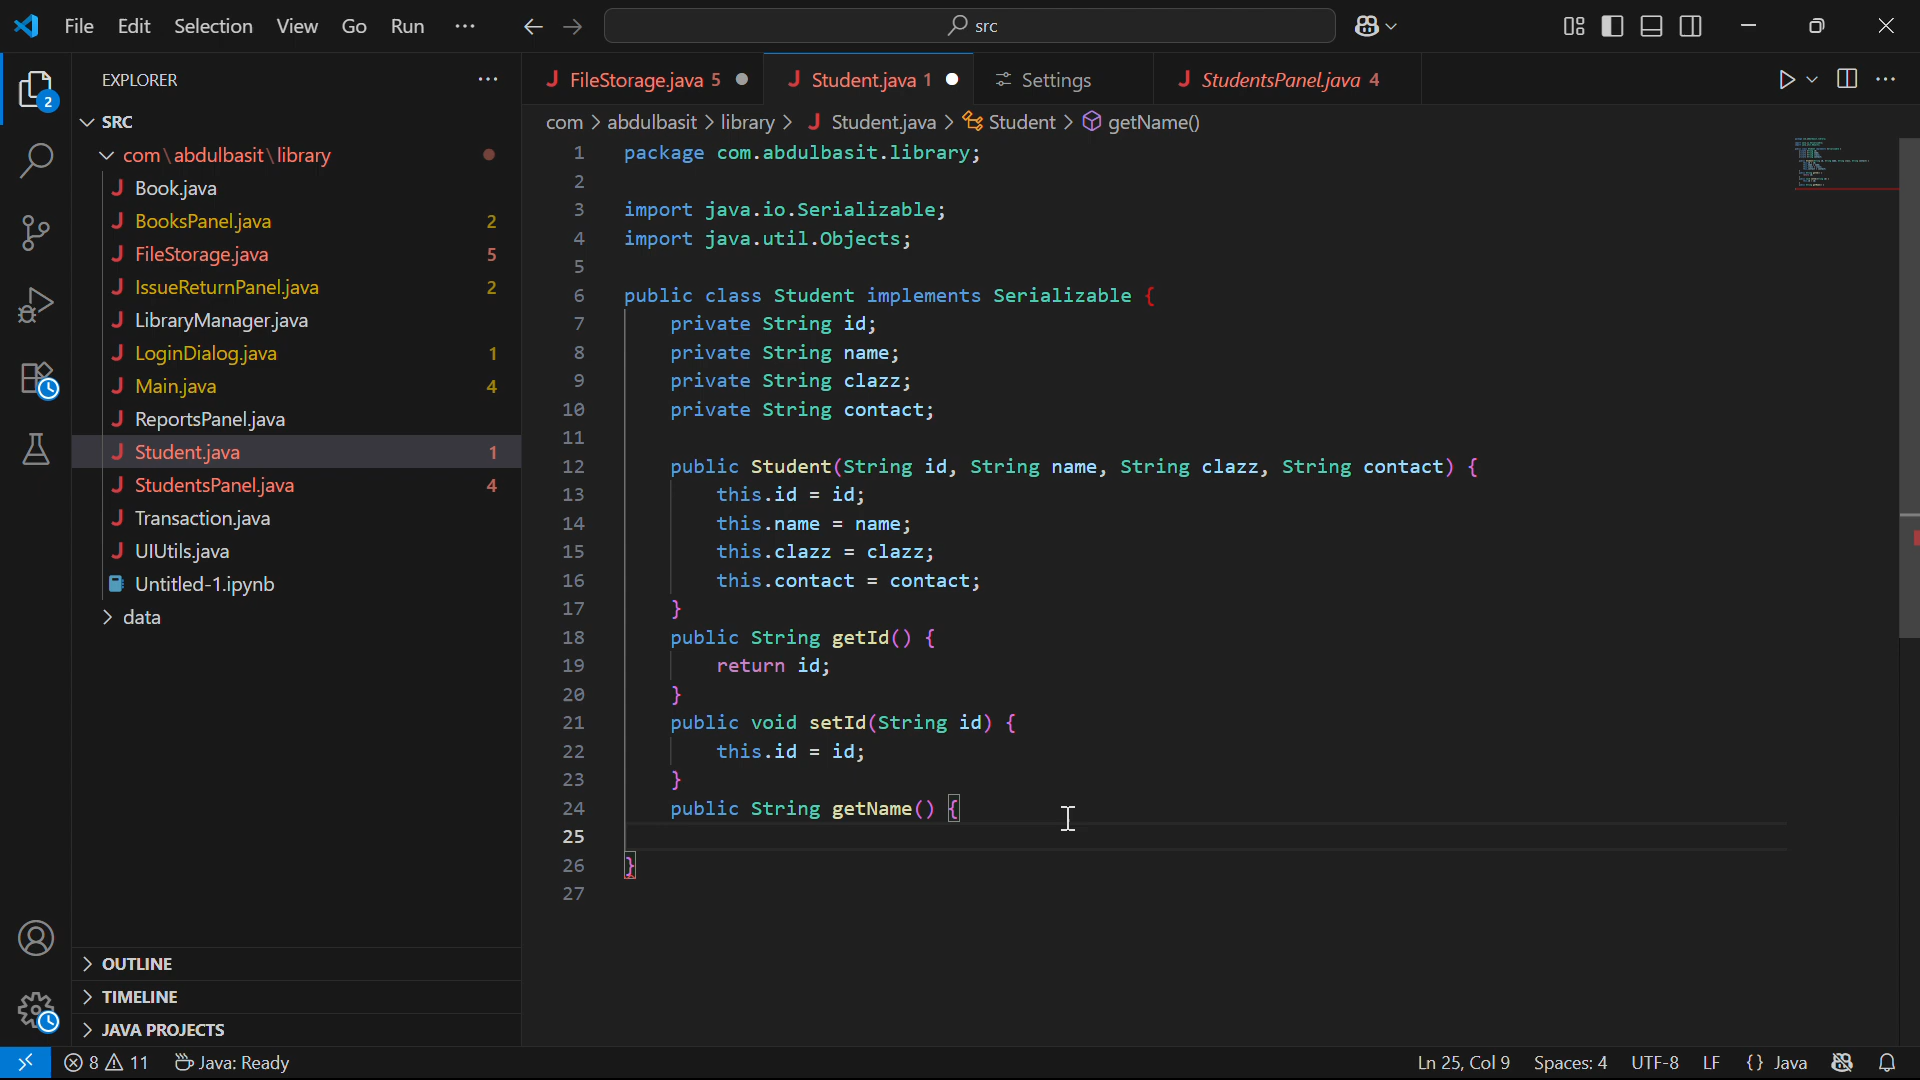 File Edit Selection View Go Run ···
src
EXPLORER ···
SRC
com\abdulbasit\library
Book.java
BooksPanel.java 2
FileStorage.java 5
IssueReturnPanel.java 2
LibraryManager.java
LoginDialog.java 1
Main.java 4
ReportsPanel.java
Student.java 1
StudentsPanel.java 4
Transaction.java
UIUtils.java
Untitled-1.ipynb
data
OUTLINE
TIMELINE
JAVA PROJECTS
2
FileStorage.java 5 Student.java 1 Settings StudentsPanel.java 4
com > abdulbasit > library > Student.java > Student > getName()
1 package com.abdulbasit.library;
2
3 import java.io.Serializable;
4 import java.util.Objects;
5
6 public class Student implements Serializable {
7 private String id;
8 private String name;
9 private String clazz;
10 private String contact;
11
12 public Student(String id, String name, String clazz, String contact) {
13 this.id = id;
14 this.name = name;
15 this.clazz = clazz;
16 this.contact = contact;
17 }
18 public String getId() {
19 return id;
20 }
21 public void setId(String id) {
22 this.id = id;
23 }
24 public String getName() {
25
26 }
27
8 11 Java: Ready
Ln 25, Col 9 Spaces: 4 UTF-8 LF {} Java